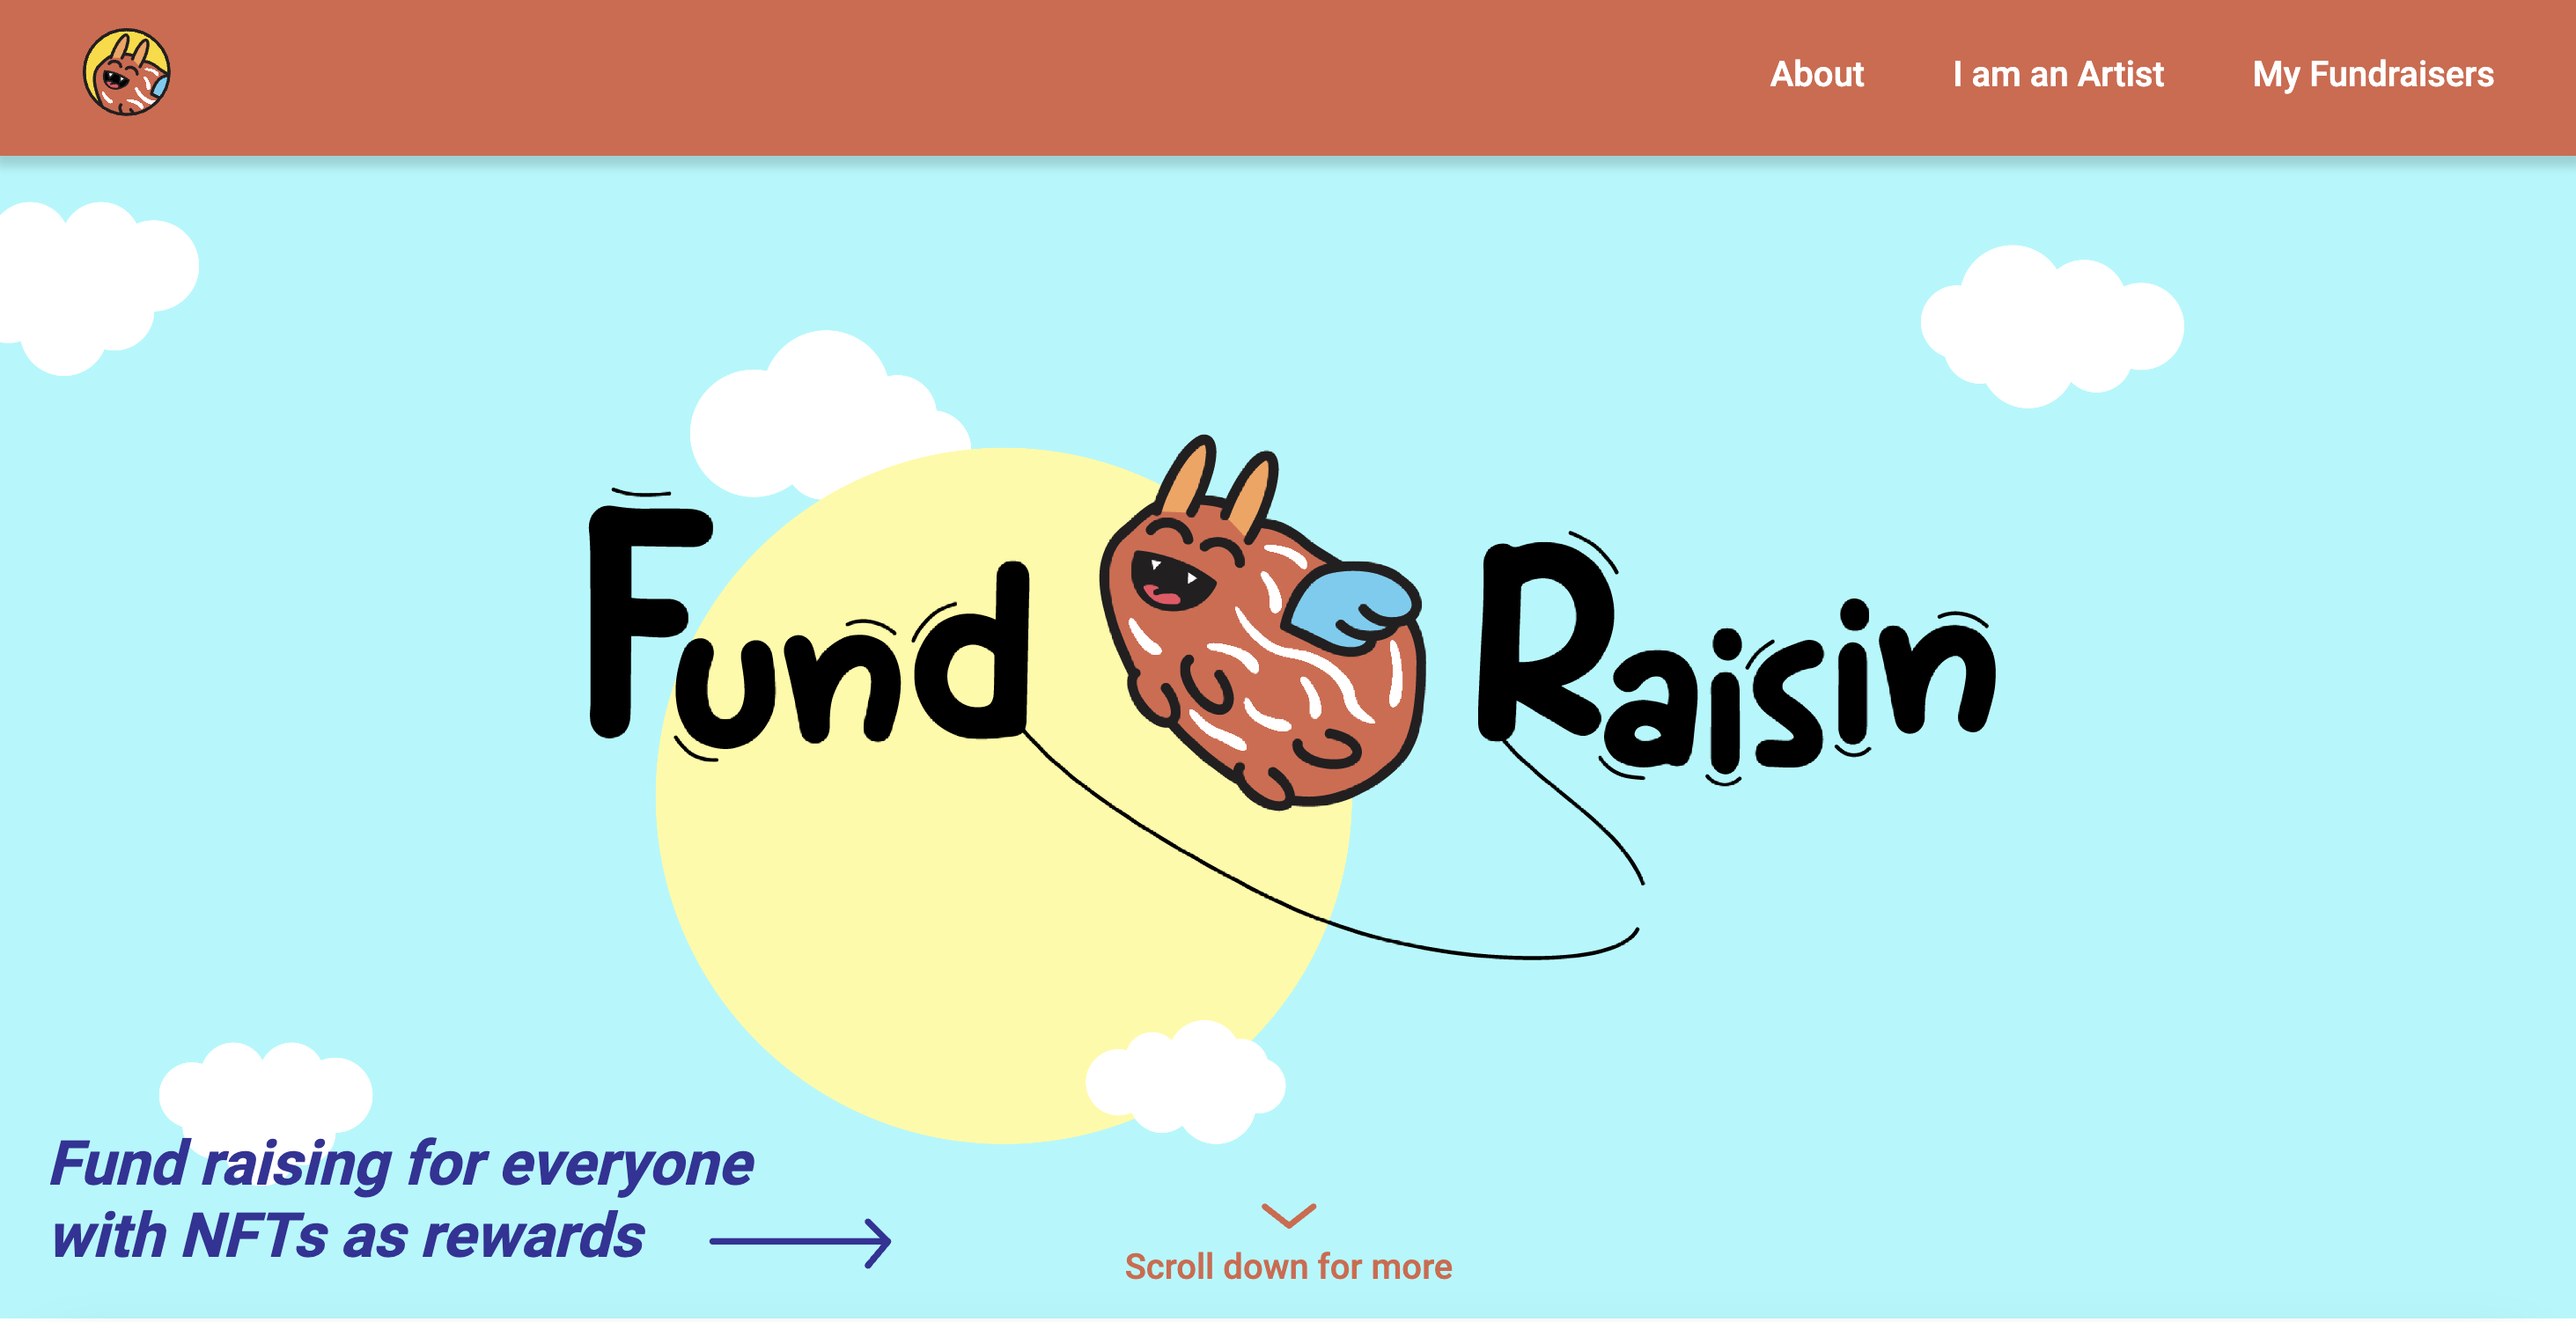 About
I am an Artist
My Fundraisers
Fund Raisin
Fund raising for everyone
with NFTs as rewards
Scroll down for more